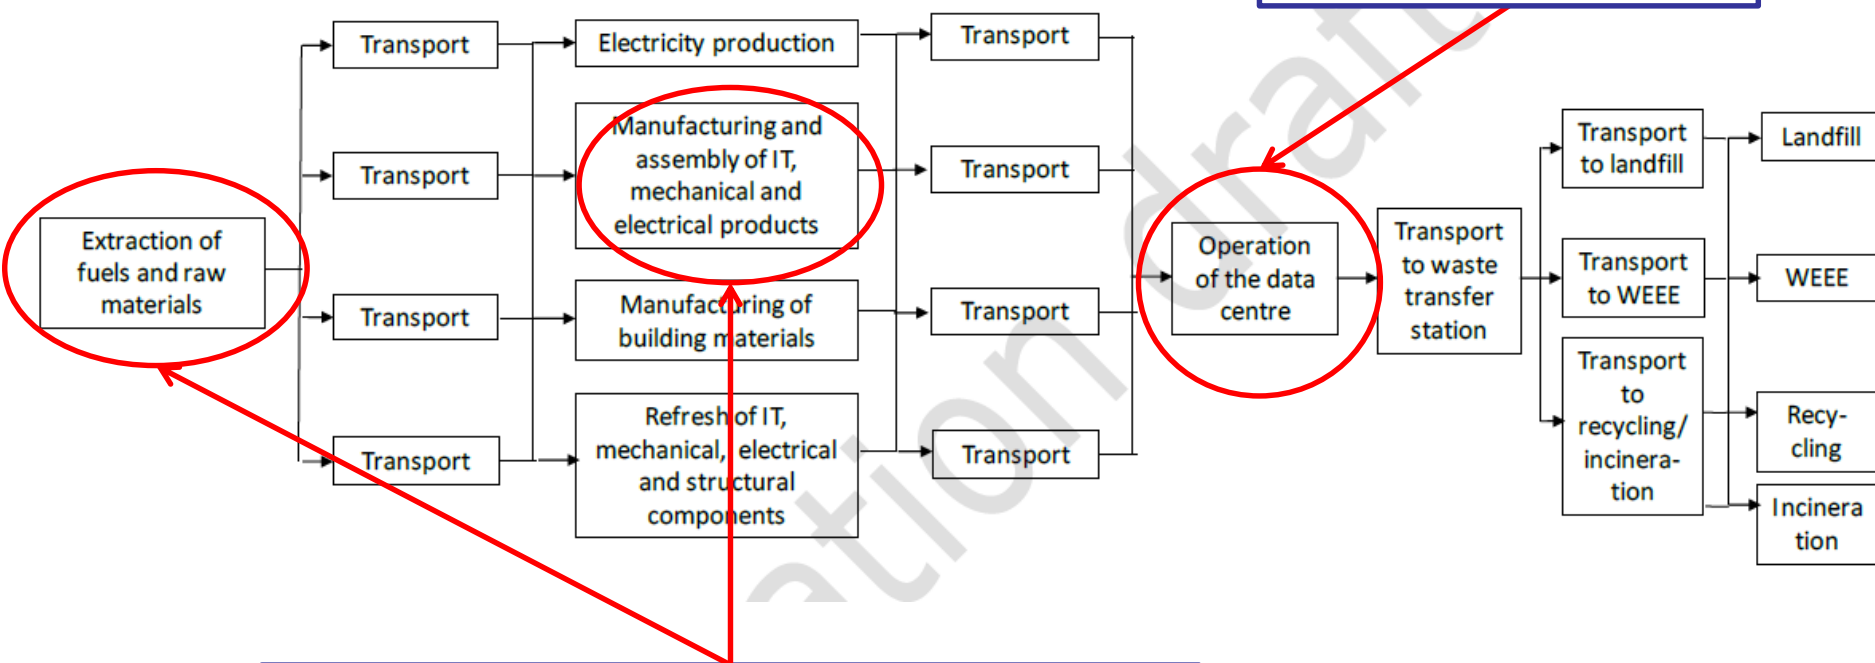 Extraction of
fuels and raw
materials
Transport
Transport
Transport
Transport
Electricity production
Manufacturing and
assembly of IT,
mechanical and
electrical products
Manufacturing of
building materials
Refresh of IT,
mechanical, electrical
and structural
components
Transport
Transport
Transport
Transport
Operation
of the data
centre
Transport
to waste
transfer
station
Transport
to landfill
Transport
to WEEE
Transport
to
recycling/
incinera-
tion
Landfill
WEEE
Recy-
cling
Incinera
tion
ation draft